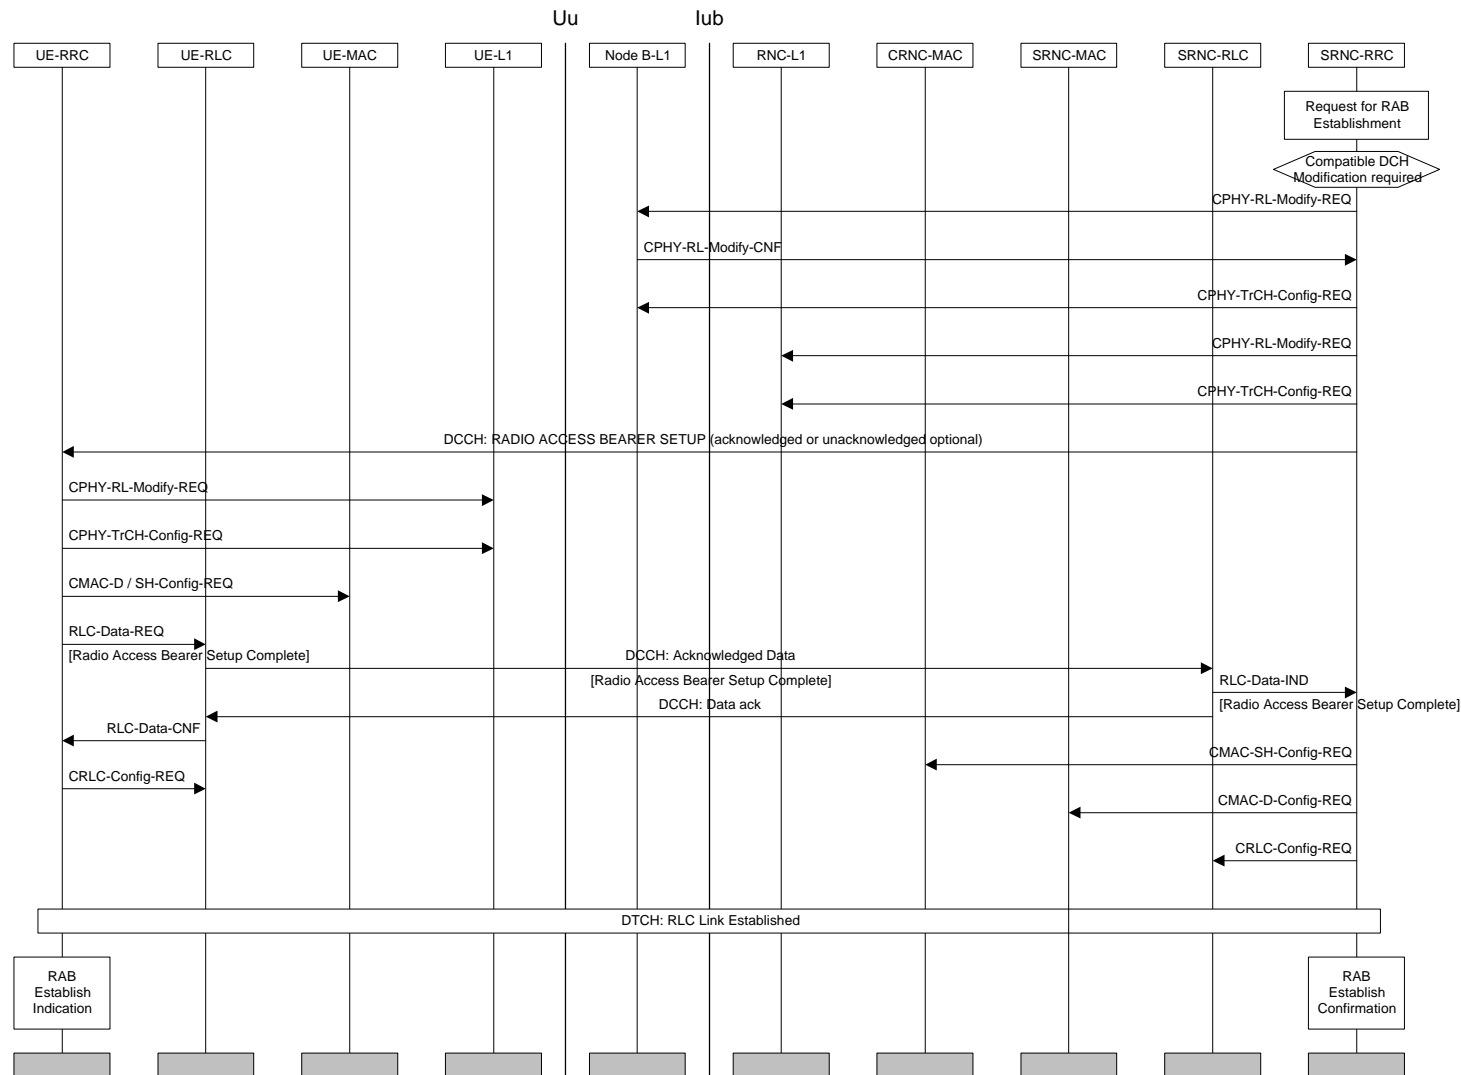 Uu
Iub
UE-RRC
UE-RLC
UE-MAC
UE-L1
Node B-L1
RNC-L1
CRNC-MAC
SRNC-MAC
SRNC-RLC
SRNC-RRC
Request for RAB
Establishment
Compatible DCH
Modification required
CPHY-RL-Modify-REQ
CPHY-RL-Modify-CNF
CPHY-TrCH-Config-REQ
CPHY-RL-Modify-REQ
CPHY-TrCH-Config-REQ
DCCH: RADIO ACCESS BEARER SETUP (acknowledged or unacknowledged optional)
CPHY-RL-Modify-REQ
CPHY-TrCH-Config-REQ
CMAC-D / SH-Config-REQ
RLC-Data-REQ
[Radio Access Bearer Setup Complete]
DCCH: Acknowledged Data
[Radio Access Bearer Setup Complete]
RLC-Data-IND
[Radio Access Bearer Setup Complete]
DCCH: Data ack
RLC-Data-CNF
CMAC-SH-Config-REQ
CRLC-Config-REQ
CMAC-D-Config-REQ
CRLC-Config-REQ
DTCH: RLC Link Established
RAB
Establish
Indication
RAB
Establish
Confirmation